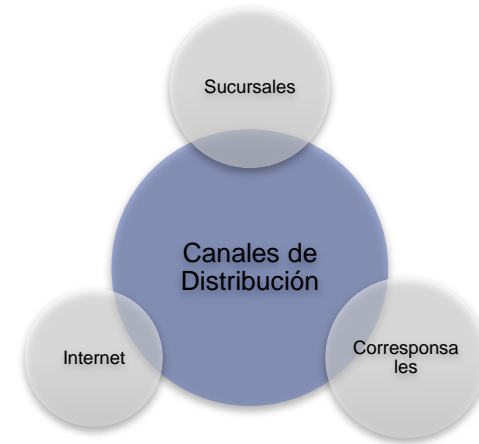 Sucursales
Canales de
Distribución
Internet
Corresponsa
les